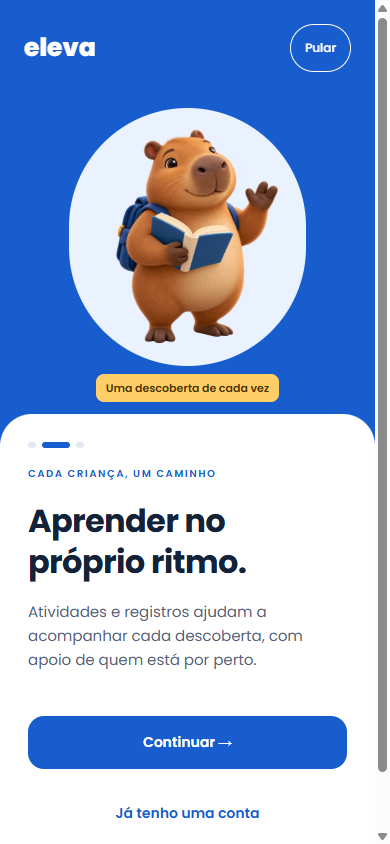 eleva
Pular
Uma descoberta de cada vez
CADA CRIANÇA, UM CAMINHO
Aprender no
próprio ritmo.
Atividades e registros ajudam a
acompanhar cada descoberta, com
apoio de quem está por perto.
Continuar →
Já tenho uma conta